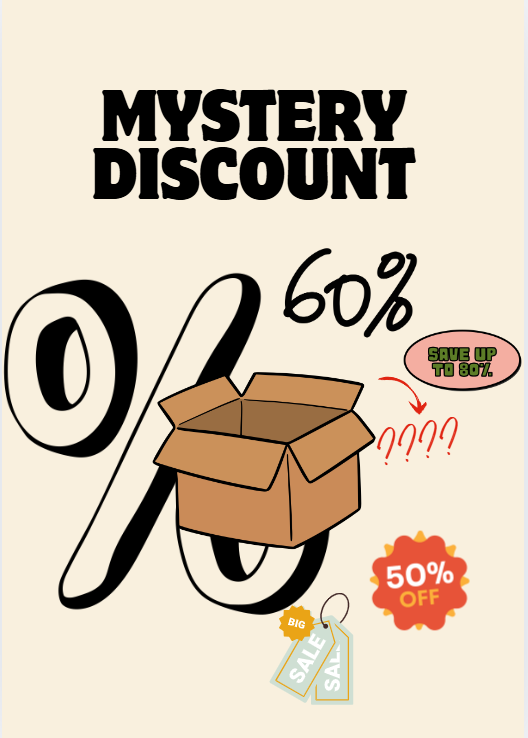 MYSTERY
DISCOUNT
60%
%
SAVE UP
TO 80%
????
50%
OFF
BIG
SALE
SALE